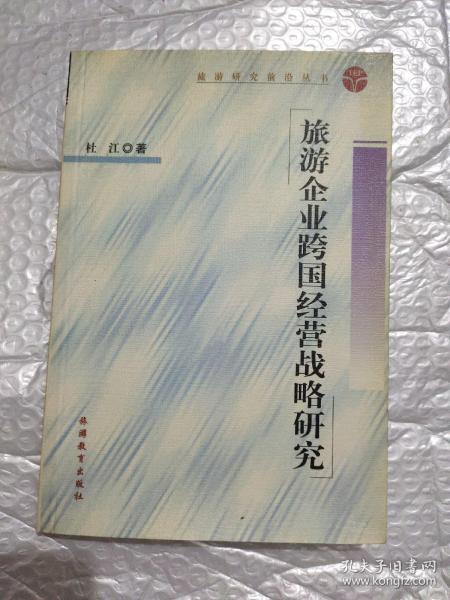 旅游研究前沿丛书
杜 江◎著
旅游企业跨国经营战略研究
旅游教育出版社
孔夫子旧书网
www.kongfz.com